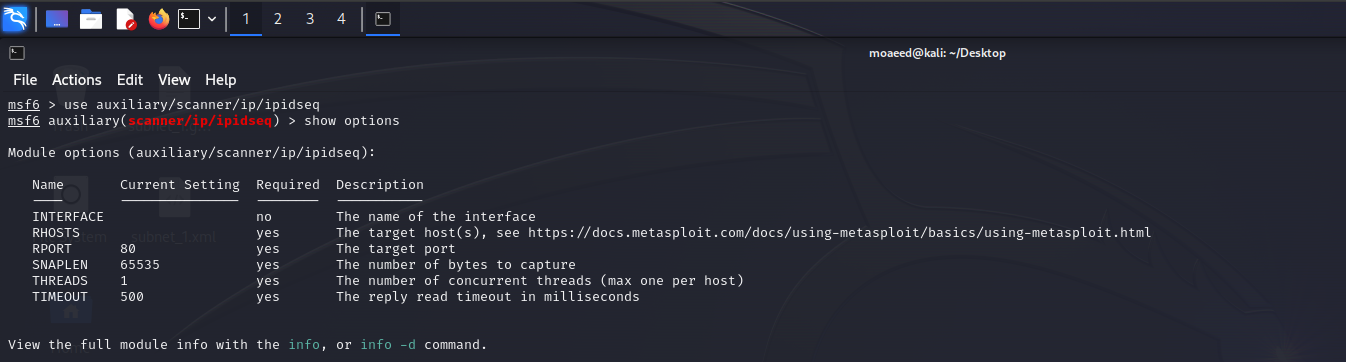 1 2 3 4
moaeed@kali: ~/Desktop
File Actions Edit View Help
msf6 > use auxiliary/scanner/ip/ipidseq
msf6 auxiliary(scanner/ip/ipidseq) > show options
Module options (auxiliary/scanner/ip/ipidseq):
Name Current Setting Required Description
INTERFACE no The name of the interface
RHOSTS yes The target host(s), see https://docs.metasploit.com/docs/using-metasploit/basics/using-metasploit.html
RPORT 80 yes The target port
SNAPLEN 65535 yes The number of bytes to capture
THREADS 1 yes The number of concurrent threads (max one per host)
TIMEOUT 500 yes The reply read timeout in milliseconds
subnet_1.xml
View the full module info with the info, or info -d command.